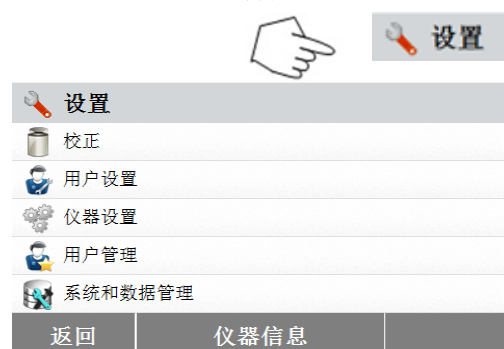 设置
设置
校正
用户设置
仪器设置
用户管理
系统和数据管理
返回 仪器信息